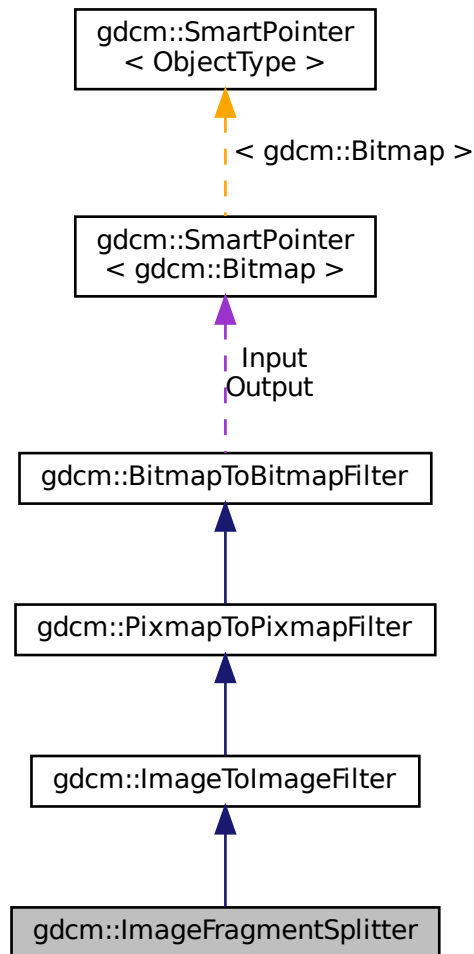 gdcm::SmartPointer
< ObjectType >
< gdcm::Bitmap >
gdcm::SmartPointer
< gdcm::Bitmap >
Input
Output
gdcm::BitmapToBitmapFilter
gdcm::PixmapToPixmapFilter
gdcm::ImageToImageFilter
gdcm::ImageFragmentSplitter